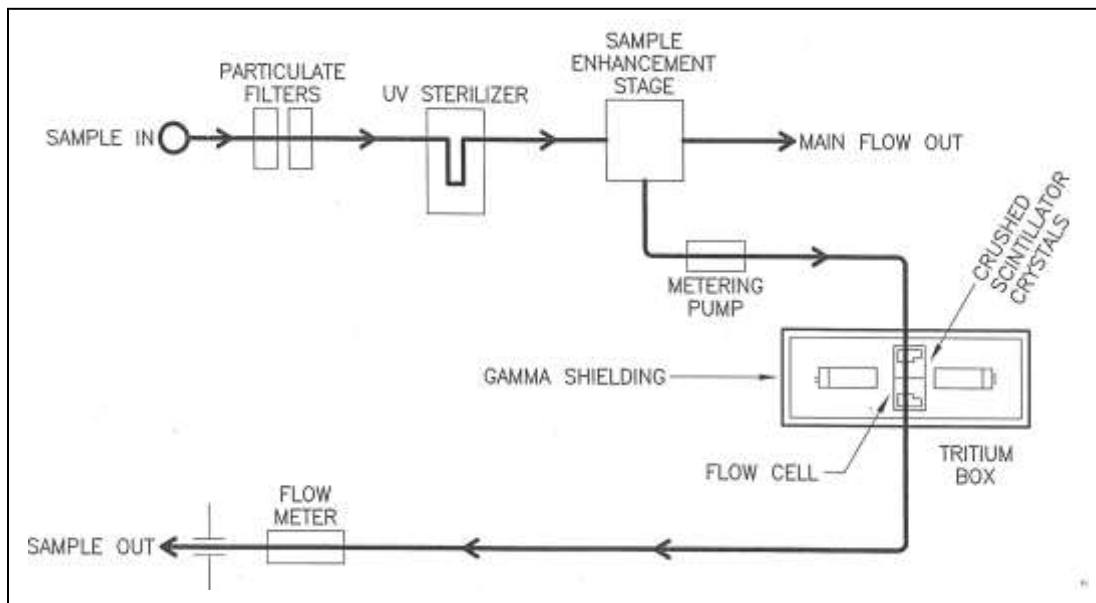 SAMPLE
ENHANCEMENT
STAGE
PARTICULATE
FILTERS
UV STERILIZER
SAMPLE IN
MAIN FLOW OUT
CRUSHED
SCINTILLATOR
CRYSTALS
METERING
PUMP
GAMMA SHIELDING
FLOW CELL
TRITIUM
BOX
FLOW
METER
SAMPLE OUT